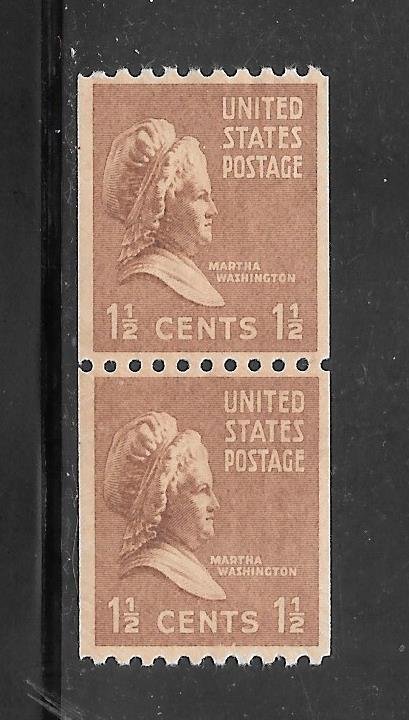 UNITED
STATES
POSTAGE
MARTHA
WASHINGTON
1½ CENTS 1½
UNITED
STATES
POSTAGE
MARTHA
WASHINGTON
1½ CENTS 1½